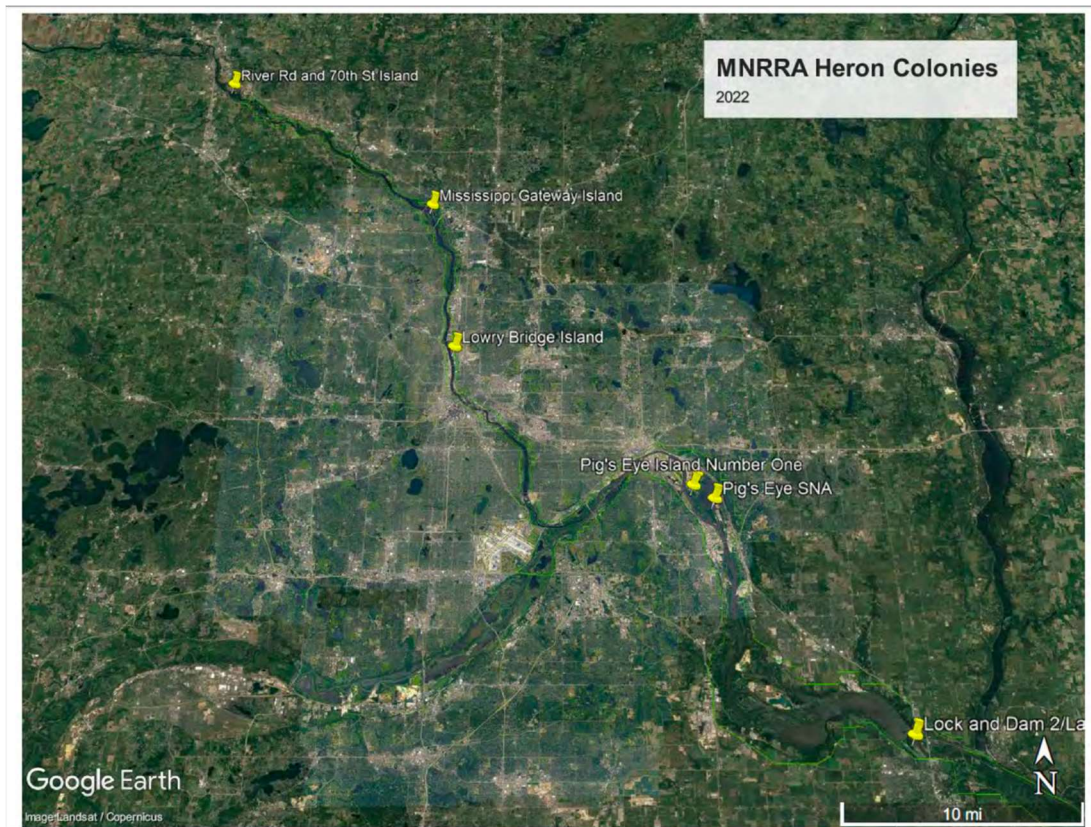 MNRRA Heron Colonies
2022
River Rd and 70th St Island
Mississippi Gateway Island
Lowry Bridge Island
Pig's Eye Island Number One
Pig's Eye SNA
Lock and Dam 2/La
N
10 mi
Google Earth
Image Landsat / Copernicus